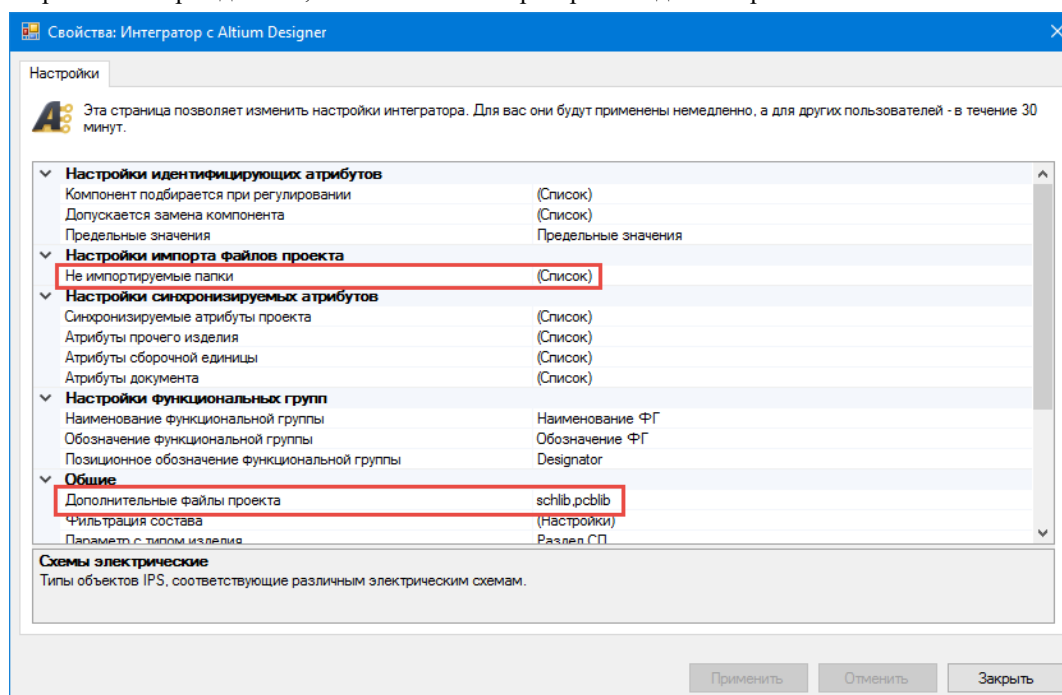 Свойства: Интегратор с Altium Designer
Настройки
Эта страница позволяет изменить настройки интегратора. Для вас они будут применены немедленно, а для других пользователей - в течение 30
минут.
Настройки идентифицирующих атрибутов
Компонент подбирается при регулировании (Список)
Допускается замена компонента (Список)
Предельные значения Предельные значения
Настройки импорта файлов проекта
Не импортируемые папки (Список)
Настройки синхронизируемых атрибутов
Синхронизируемые атрибуты проекта (Список)
Атрибуты прочего изделия (Список)
Атрибуты сборочной единицы (Список)
Атрибуты документа (Список)
Настройки функциональных групп
Наименование функциональной группы Наименование ФГ
Обозначение функциональной группы Обозначение ФГ
Позиционное обозначение функциональной группы Designator
Общие
Дополнительные файлы проекта schlib,pcblib
Фильтрация состава (Настройки)
Параметр с типом изделия Раздел СП
Схемы электрические
Типы объектов IPS, соответствующие различным электрическим схемам.
Применить Отменить Закрыть